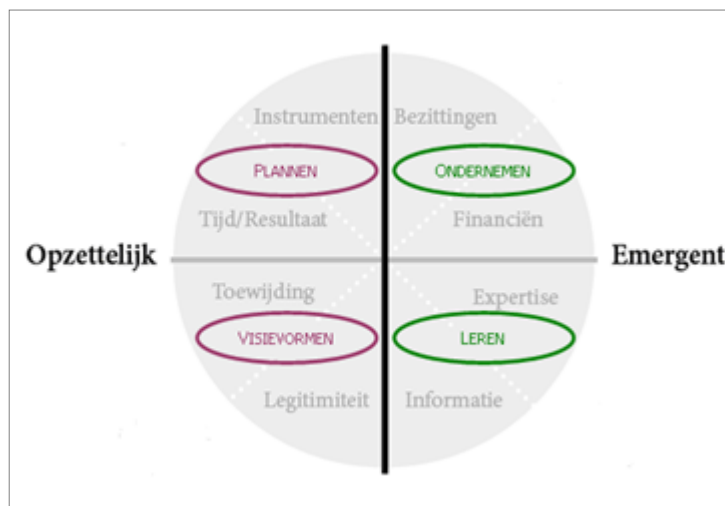 Instrumenten Bezittingen
PLANNEN ONDERNEMEN
Tijd/Resultaat Financiën
Opzettelijk Emergent
Toewijding Expertise
VISIEVORMEN LEREN
Legitimiteit Informatie